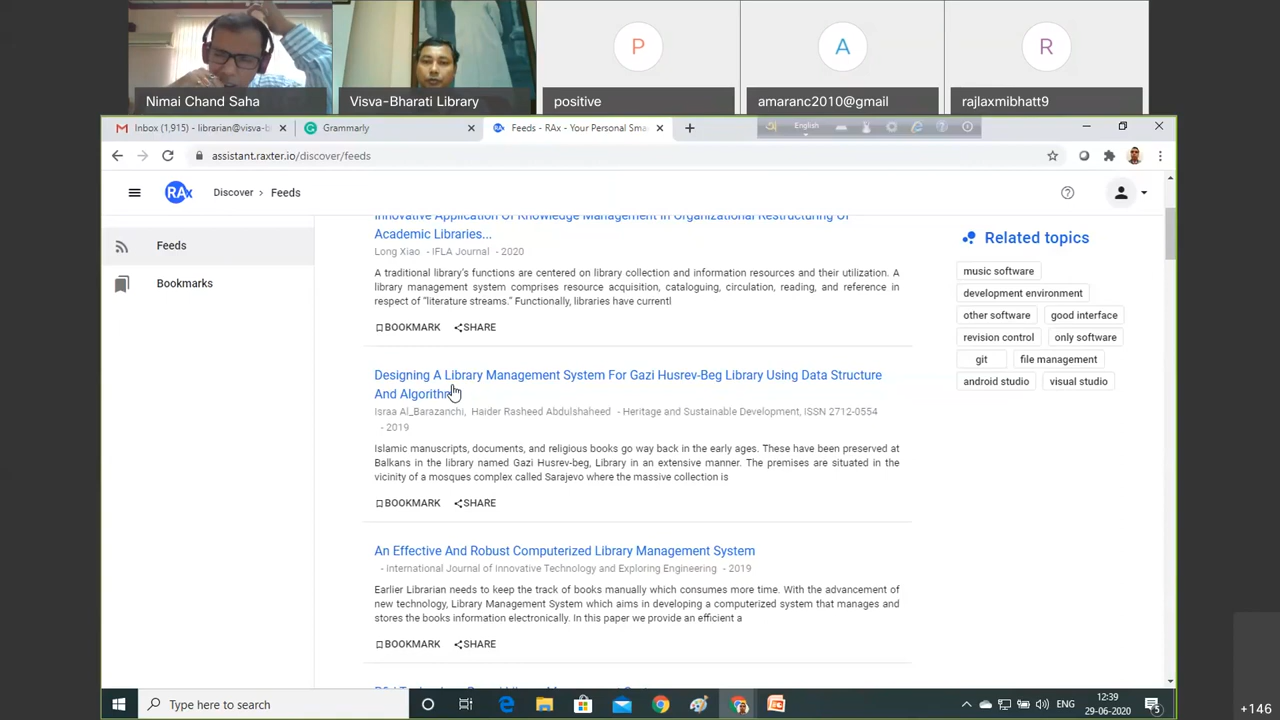 P
A
R
Nimai Chand Saha
Visva-Bharati Library
positive
amaranc2010@gmail
rajlaxmibhatt9
Inbox (1,915) - librarian@visva-b
Grammarly
Feeds - RAx - Your Personal Sma
English
assistant.raxter.io/discover/feeds
RAx
Discover > Feeds
Feeds
Bookmarks
Innovative Application Of Knowledge Management In Organizational Restructuring Of
Academic Libraries...
Long Xiao - IFLA Journal - 2020
A traditional library's functions are centered on library collection and information resources and their utilization. A
library management system comprises resource acquisition, cataloguing, circulation, reading, and reference in
respect of “literature streams.” Functionally, libraries have currentl
BOOKMARK SHARE
Designing A Library Management System For Gazi Husrev-Beg Library Using Data Structure
And Algorithm
Israa Al_Barazanchi, Haider Rasheed Abdulshaheed - Heritage and Sustainable Development, ISSN 2712-0554
- 2019
Islamic manuscripts, documents, and religious books go way back in the early ages. These have been preserved at
Balkans in the library named Gazi Husrev-beg, Library in an extensive manner. The premises are situated in the
vicinity of a mosques complex called Sarajevo where the massive collection is
BOOKMARK SHARE
An Effective And Robust Computerized Library Management System
- International Journal of Innovative Technology and Exploring Engineering - 2019
Earlier Librarian needs to keep the track of books manually which consumes more time. With the advancement of
new technology, Library Management System which aims in developing a computerized system that manages and
stores the books information electronically. In this paper we provide an efficient a
BOOKMARK SHARE
Related topics
music software
development environment
other software good interface
revision control only software
git file management
android studio visual studio
Type here to search
ENG
12:39
29-06-2020
5
+146